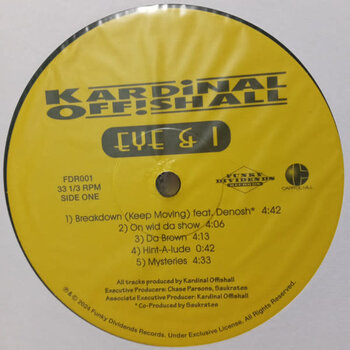 KARDINAL
OFFISHALL
EYE & I
FDR001
33 1/3 RPM
SIDE ONE
FUNKY
DIVIDENDS
RECORDS
CAPITOL HILL
1) Breakdown (Keep Moving) feat. Denosh* 4:42
2) On wid da show 4:06
3) Da Brown 4:13
4) Hint-A-lude 0:42
5) Mysteries 4:33
All tracks produced by Kardinal Offishall
Executive Producers: Chase Parsons, Saukrates
Associate Executive Producer: Kardinal Offishall
*Co-Produced by Saukrates
℗ & © 2024 Funky Dividends Records. Under Exclusive License. All Rights Reserved.